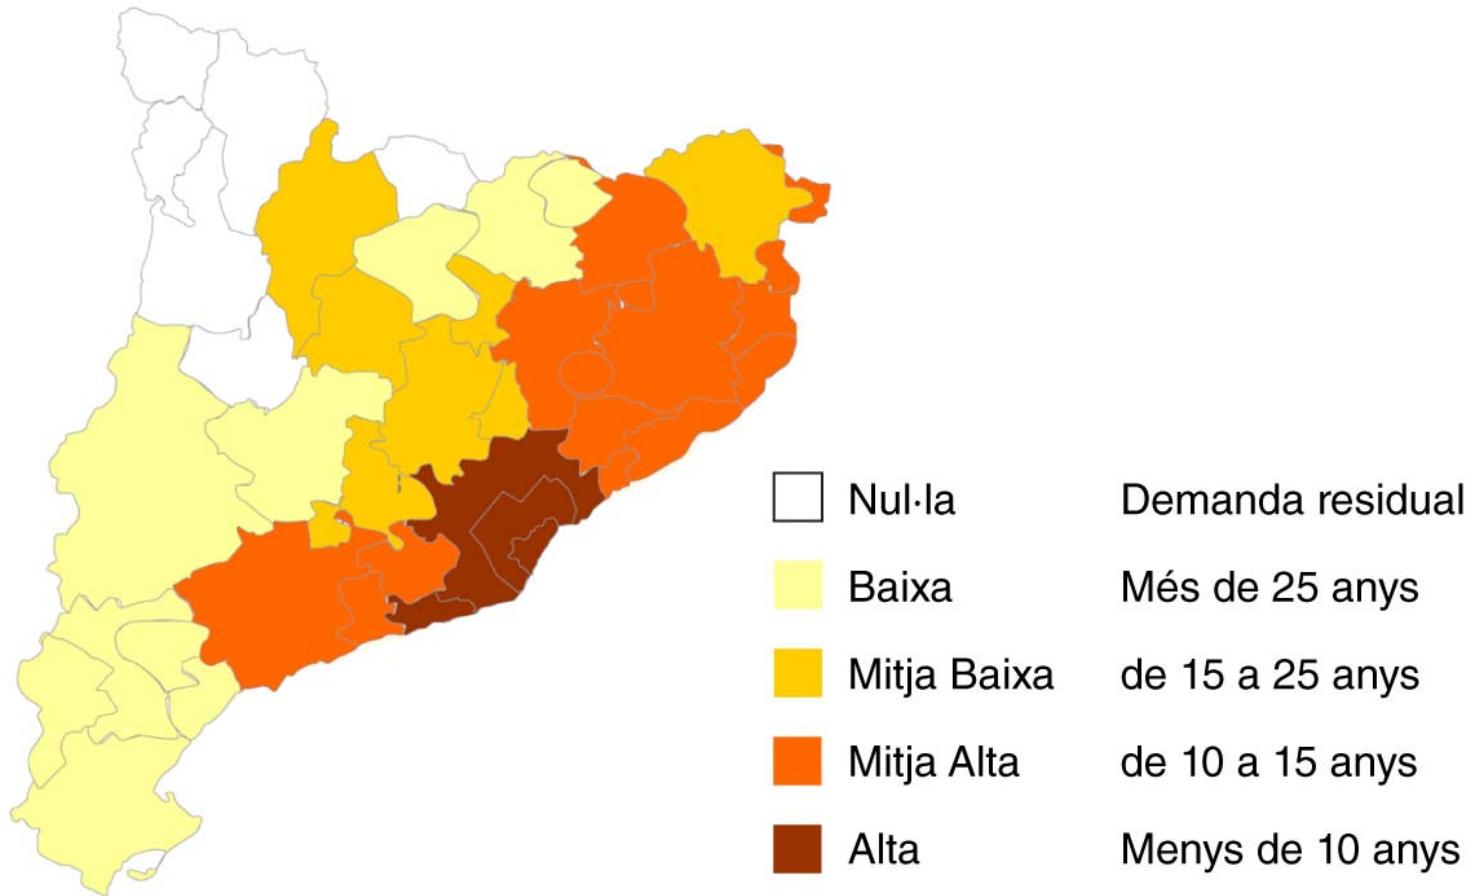 Nul·la Demanda residual
Baixa Més de 25 anys
Mitja Baixa de 15 a 25 anys
Mitja Alta de 10 a 15 anys
Alta Menys de 10 anys